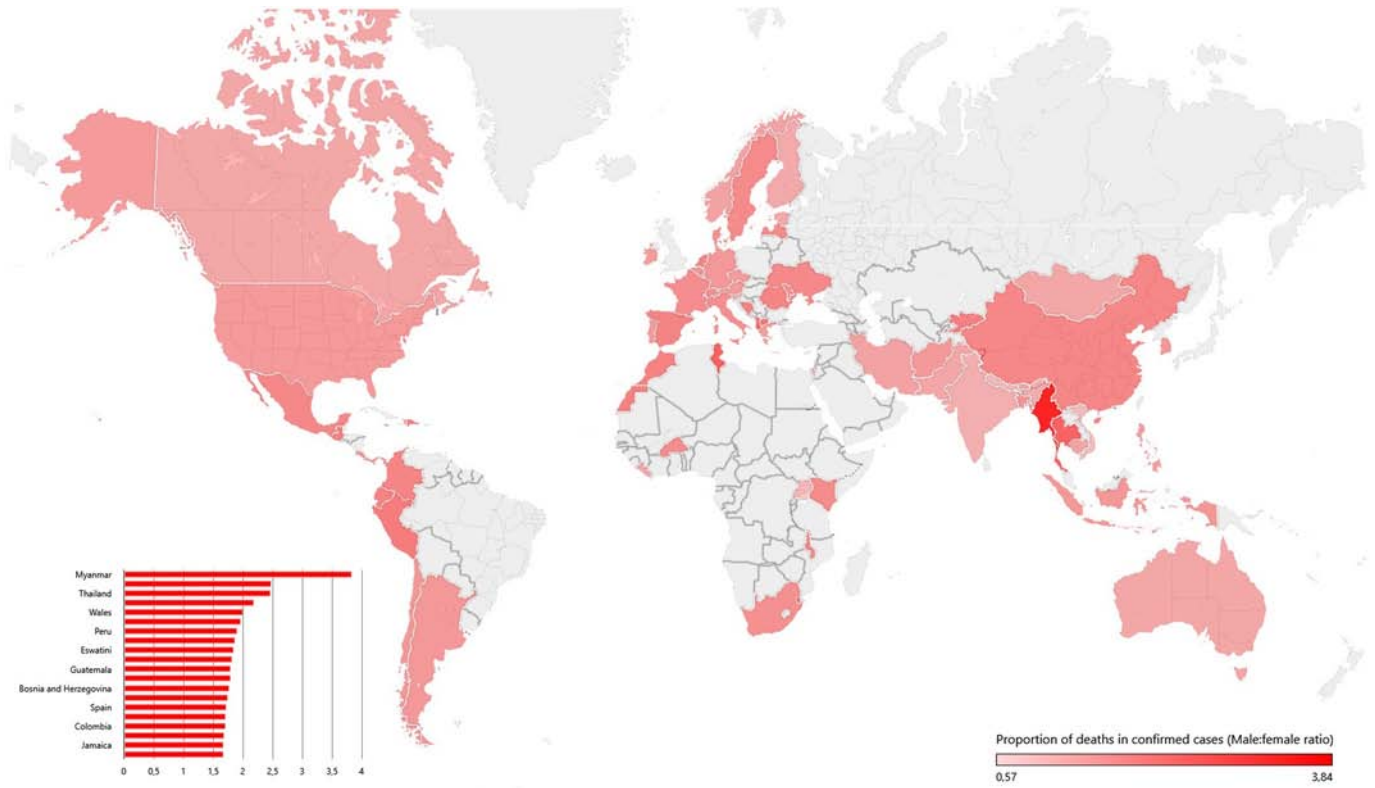 Myanmar
Thailand
Wales
Peru
Eswatini
Guatemala
Bosnia and Herzegovina
Spain
Colombia
Jamaica
0 0,5 1 1,5 2 2,5 3 3,5 4
Proportion of deaths in confirmed cases (Male:female ratio)
0,57 3,84